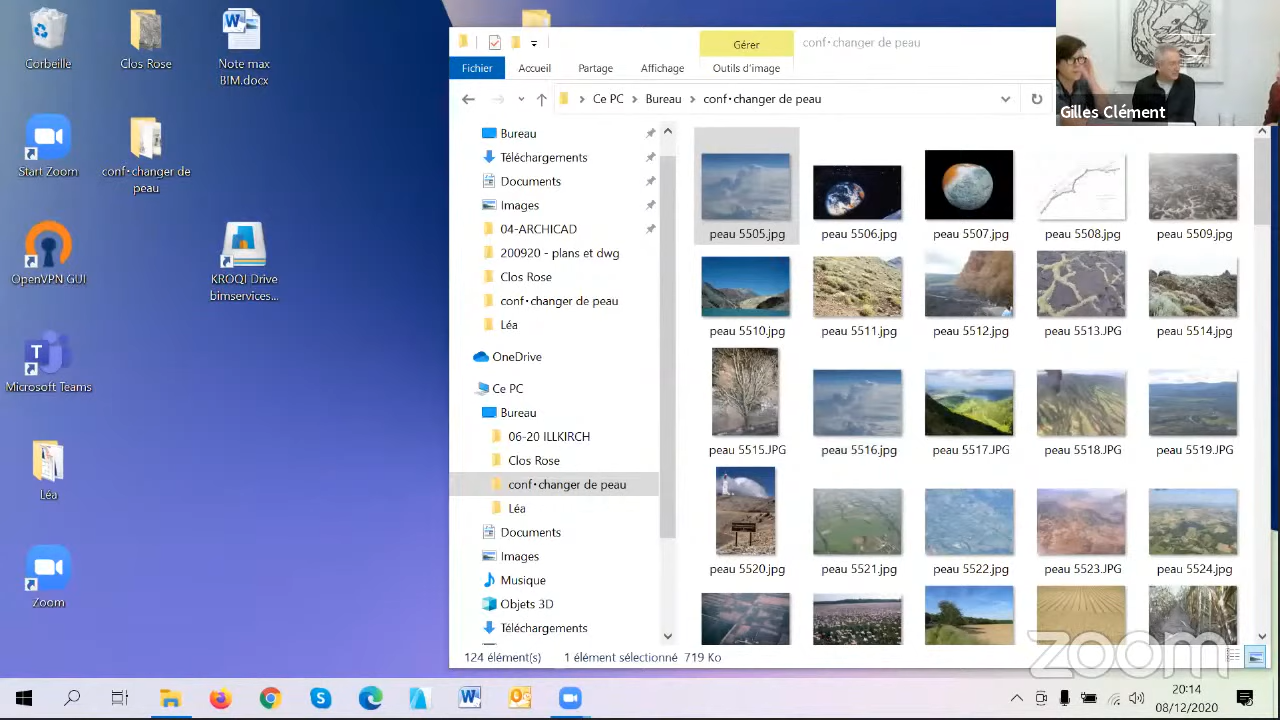 Corbeille
Clos Rose
Note max
BIM.docx
Start Zoom
conf•changer de
peau
OpenVPN GUI
KROQI Drive
bimservices...
Microsoft Teams
Léa
Zoom
Gérer
conf•changer de peau
Fichier
Accueil
Partage
Affichage
Outils d'image
Ce PC
Bureau
conf•changer de peau
Gilles Clément
Bureau
Téléchargements
Documents
Images
04-ARCHICAD
200920 - plans et dwg
Clos Rose
conf•changer de peau
Léa
OneDrive
Ce PC
Bureau
06-20 ILLKIRCH
Clos Rose
conf•changer de peau
Léa
Documents
Images
Musique
Objets 3D
Téléchargements
peau 5505.jpg
peau 5506.jpg
peau 5507.jpg
peau 5508.jpg
peau 5509.jpg
peau 5510.jpg
peau 5511.jpg
peau 5512.jpg
peau 5513.JPG
peau 5514.jpg
peau 5515.JPG
peau 5516.jpg
peau 5517.JPG
peau 5518.JPG
peau 5519.JPG
peau 5520.jpg
peau 5521.jpg
peau 5522.jpg
peau 5523.JPG
peau 5524.jpg
124 élément(s)
1 élément sélectionné
719 Ko
zoom
20:14
08/12/2020